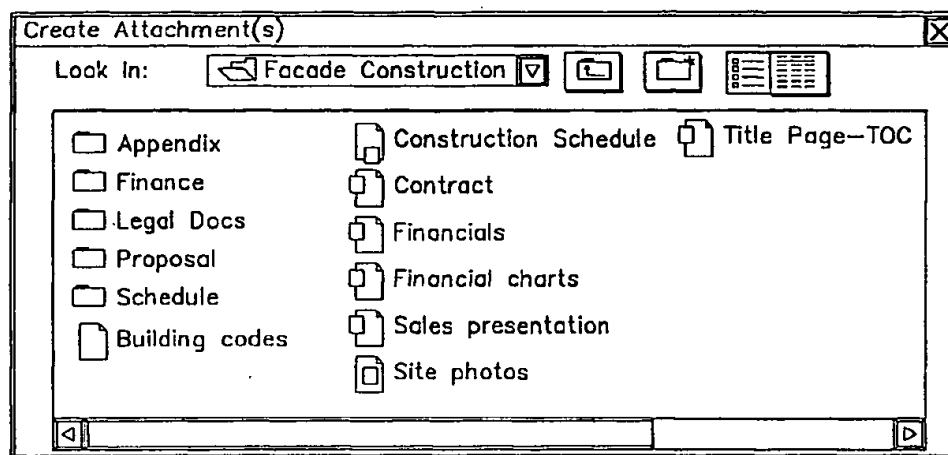 Create Attachment(s)
Look In: Facade Construction
Appendix
Finance
Legal Docs
Proposal
Schedule
Building codes
Construction Schedule
Contract
Financials
Financial charts
Sales presentation
Site photos
Title Page-TOC